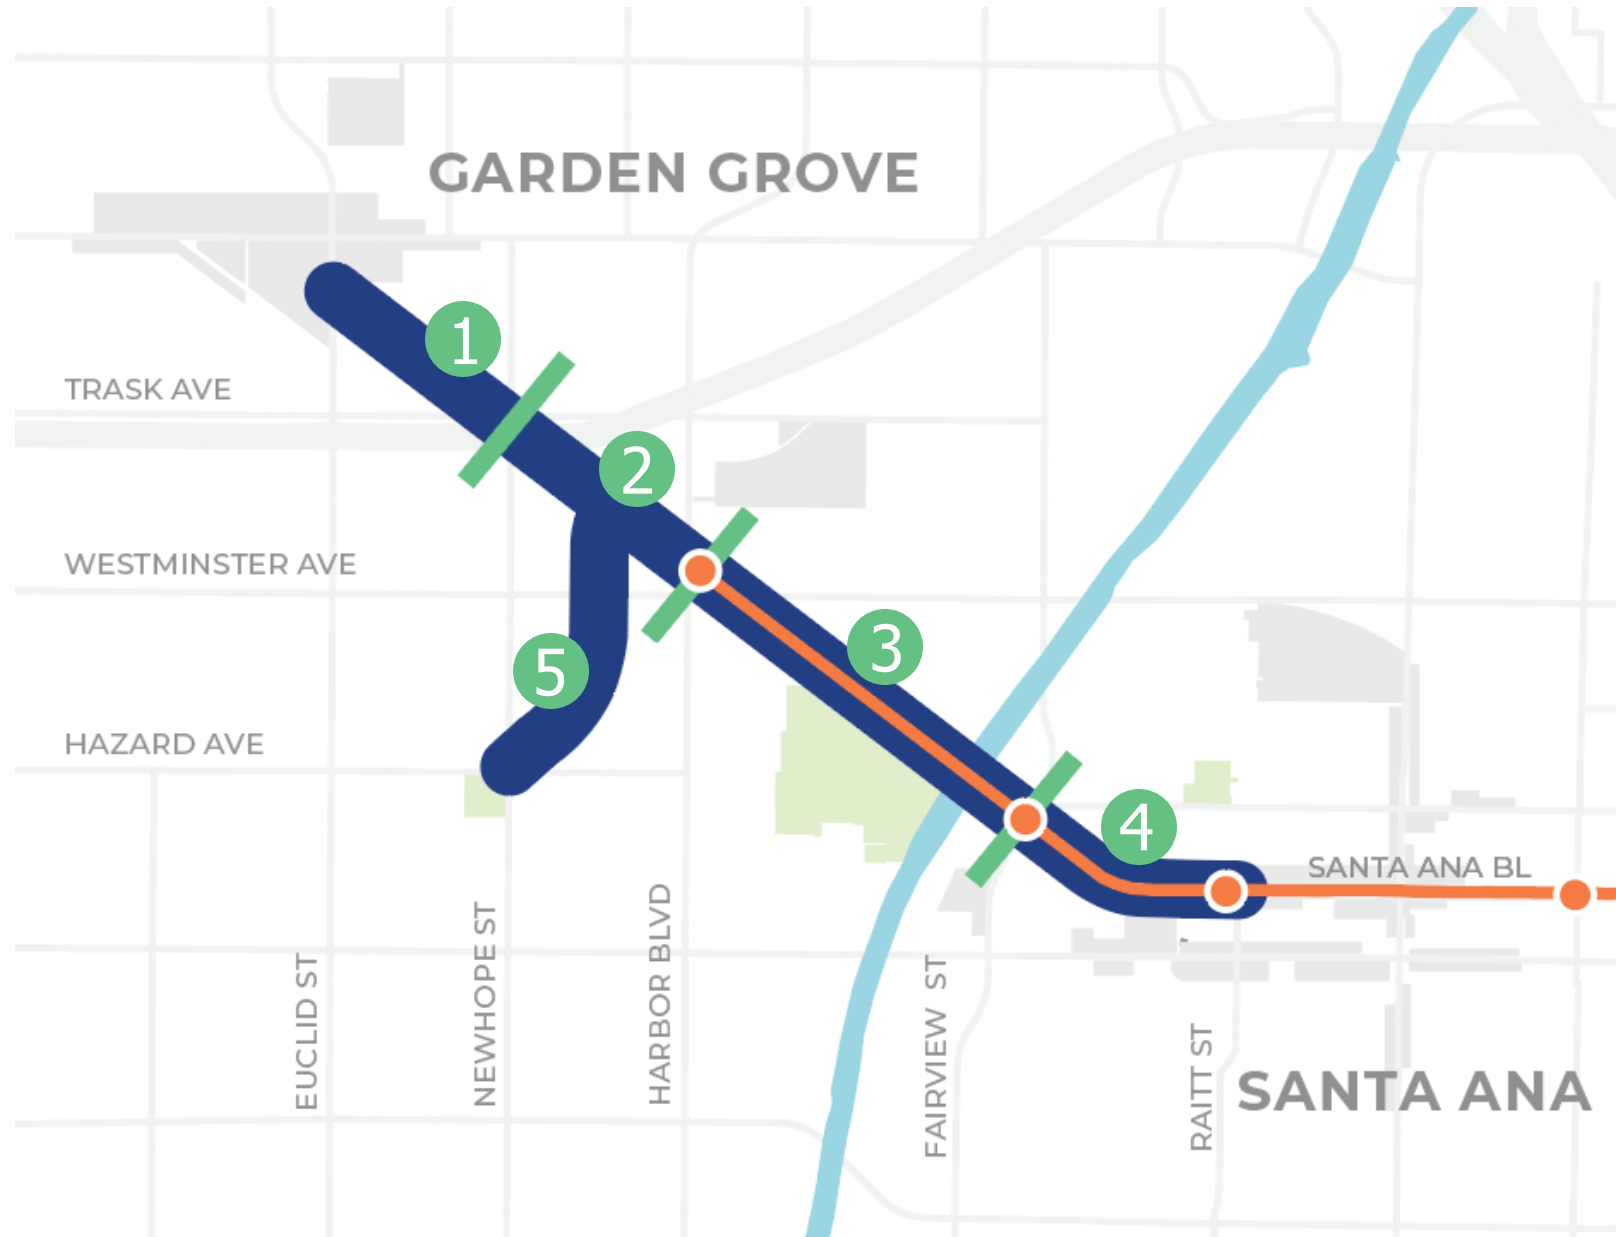 GARDEN GROVE
1
TRASK AVE
2
WESTMINSTER AVE
3
5
HAZARD AVE
4
SANTA ANA BL
EUCLID ST
NEWHOPE ST
HARBOR BLVD
FAIRVIEW ST
RAITT ST
SANTA ANA